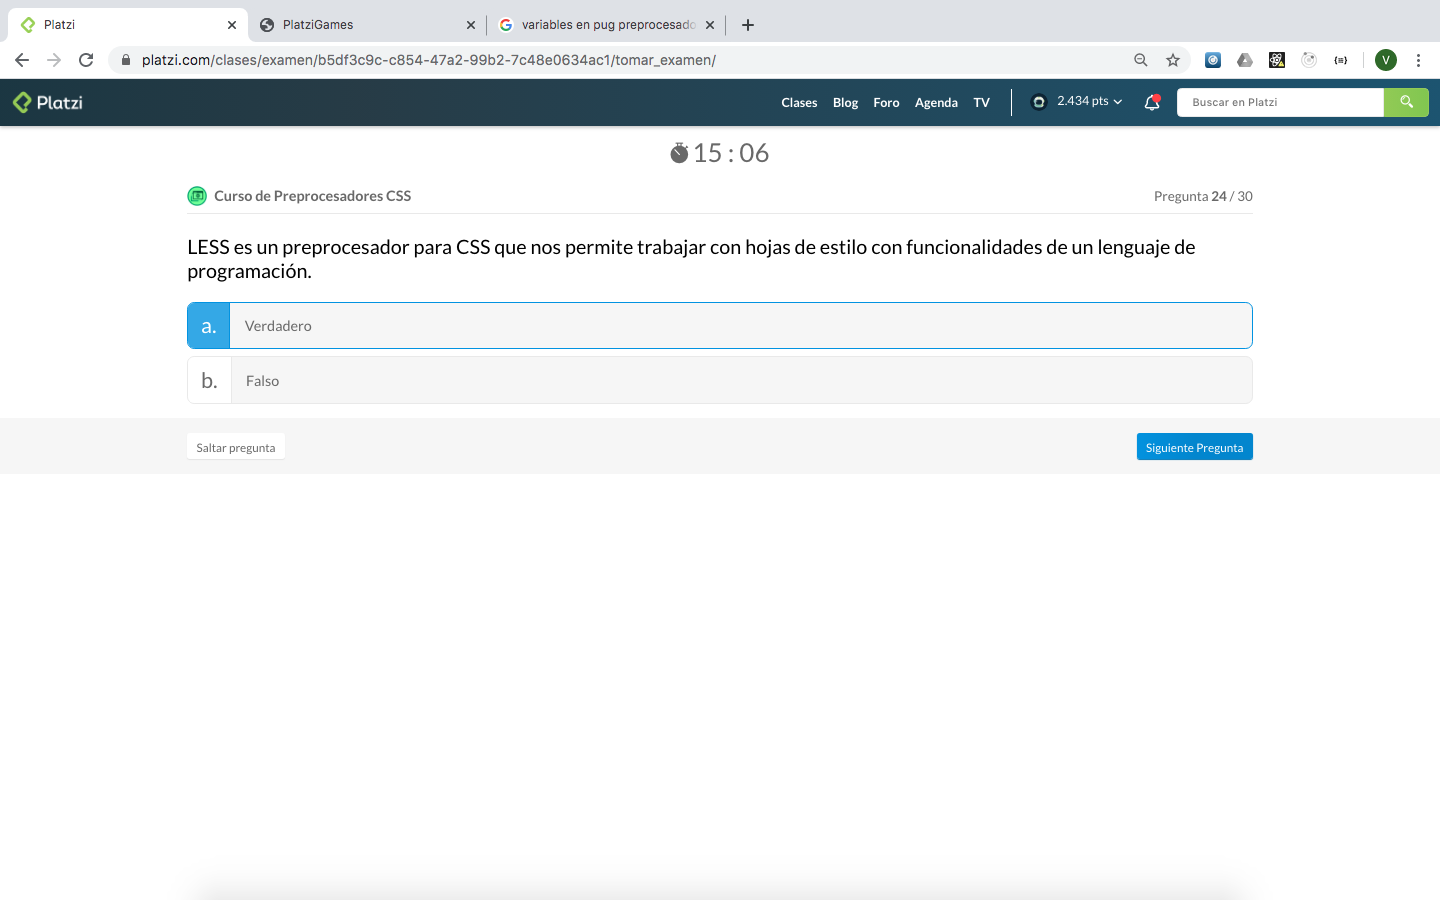 Platzi
PlatziGames
variables en pug preprocesado
platzi.com/clases/examen/b5df3c9c-c854-47a2-99b2-7c48e0634ac1/tomar_examen/
V
Platzi
Clases Blog Foro Agenda TV
2.434 pts
Buscar en Platzi
15 : 06
Curso de Preprocesadores CSS
Pregunta 24 / 30
LESS es un preprocesador para CSS que nos permite trabajar con hojas de estilo con funcionalidades de un lenguaje de
programación.
a. Verdadero
b. Falso
Saltar pregunta
Siguiente Pregunta